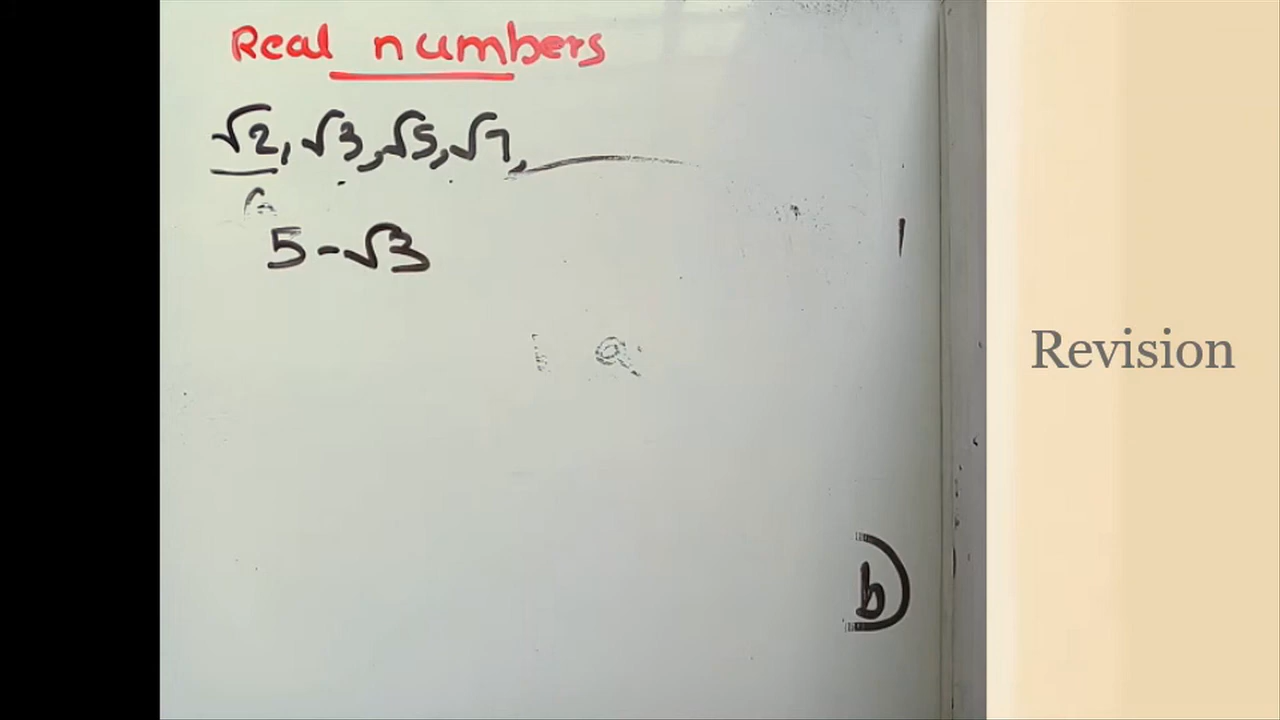 Real numbers
√2, √3, √5, √7,
5-√3
b
Revision